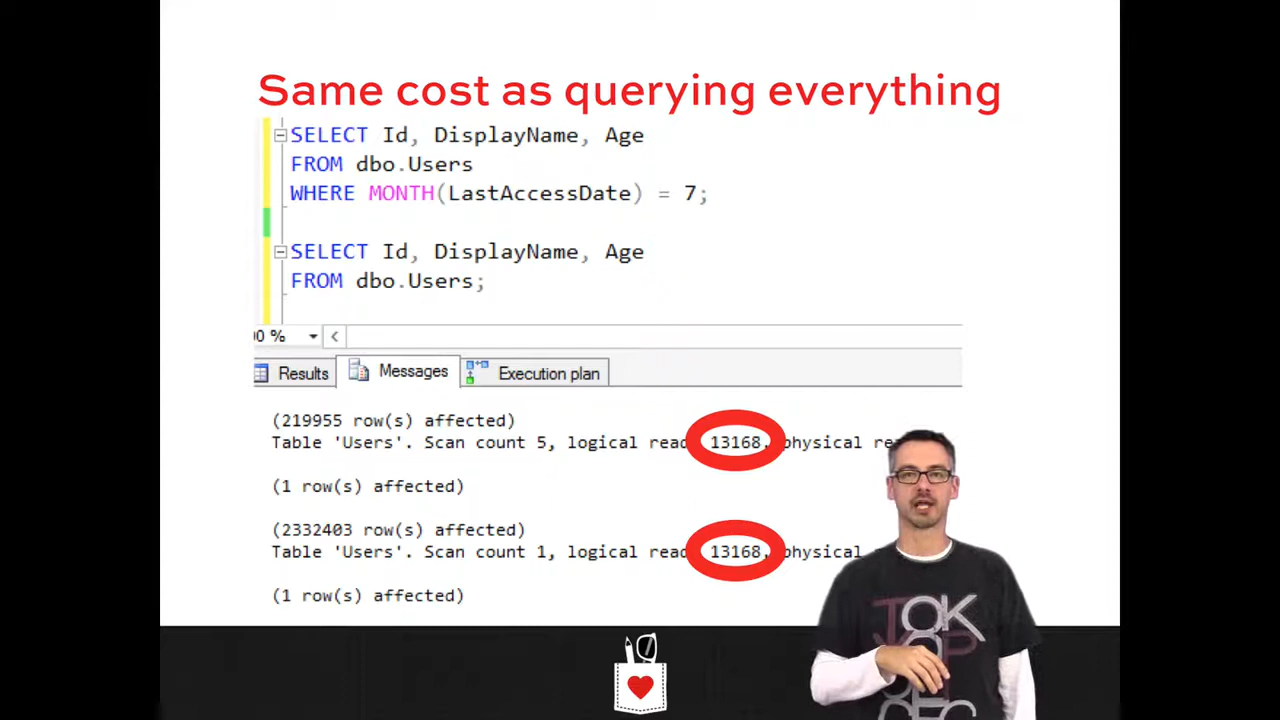 Same cost as querying everything
SELECT Id, DisplayName, Age
FROM dbo.Users
WHERE MONTH(LastAccessDate) = 7;
SELECT Id, DisplayName, Age
FROM dbo.Users;
00 %
Results Messages Execution plan
(219955 row(s) affected)
Table 'Users'. Scan count 5, logical read 13168, physical re
(1 row(s) affected)
(2332403 row(s) affected)
Table 'Users'. Scan count 1, logical read 13168, physical
(1 row(s) affected)
TOK